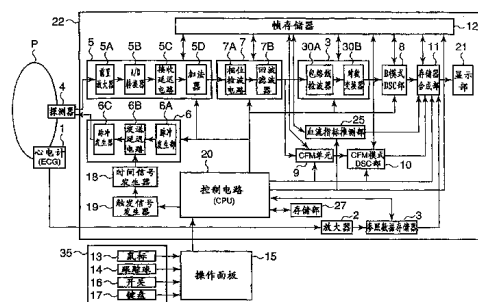 22
帧存储器
12
P
5
5A
5B
5C
5D
7A
7
7B
30A
3
30B
8
11
21
前置放大器
A/D转换器
接收延迟电路
加法器
相位检波电路
回波滤波器
包络线检波器
对数变换器
B模式DSC部
存储器合成部
显示部
4
探测器
6C
6B
6A
6
脉冲发生器
发送延迟电路
脉冲发生部
25
血流指标推测部
1
心电计(ECG)
20
控制电路(CPU)
CFM单元
9
CFM模式DSC部
10
18
时间信号发生器
19
触发信号发生器
27
存储部
2
放大器
3
参照数据存储器
35
13
鼠标
14
跟踪球
16
开关
17
键盘
操作面板
15